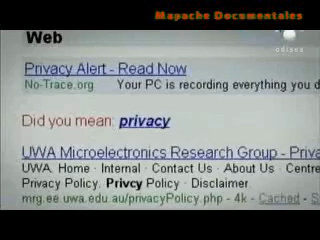 Mapache Documentales
odisea
Web
Privacy Alert - Read Now
No-Trace.org Your PC is recording everything you d
Did you mean: privacy
UWA Microelectronics Research Group - Priva
UWA. Home · Internal · Contact Us · About Us · Centre
Privacy Policy. Privcy Policy · Disclaimer
mrg.ee.uwa.edu.au/privacyPolicy.php - 4k - Cached - S